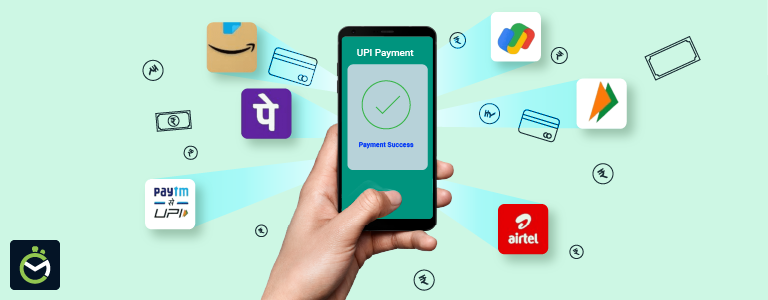 UPI Payment
Payment Success
पे
paytm
से
UPI
airtel